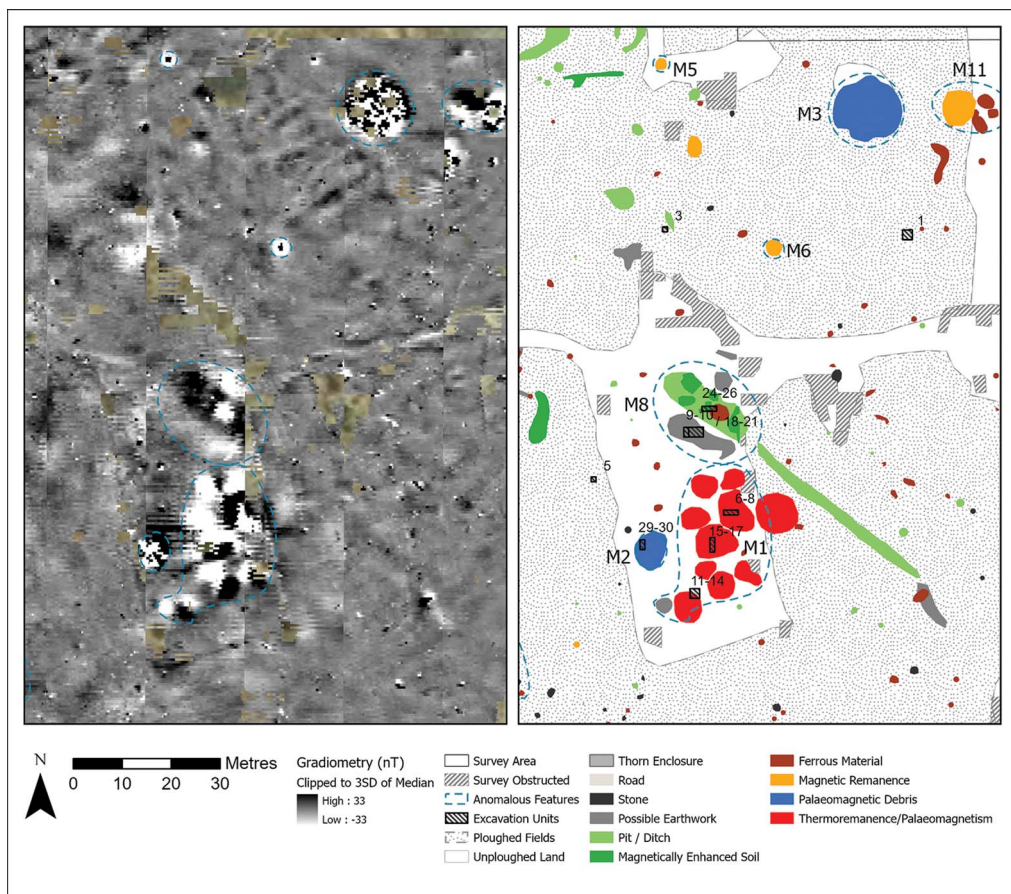 M5
M11
M3
3
1
M6
24-26
M8
9-10
18-21
5
6-8
29-30
15-17
M2
M1
11-14
N
0 10 20 30 Metres
Gradiometry (nT)
Clipped to 3SD of Median
High : 33
Low : -33
Survey Area
Survey Obstructed
Anomalous Features
Excavation Units
Ploughed Fields
Unploughed Land
Thorn Enclosure
Road
Stone
Possible Earthwork
Pit / Ditch
Magnetically Enhanced Soil
Ferrous Material
Magnetic Remanence
Palaeomagnetic Debris
Thermoremanence/Palaeomagnetism